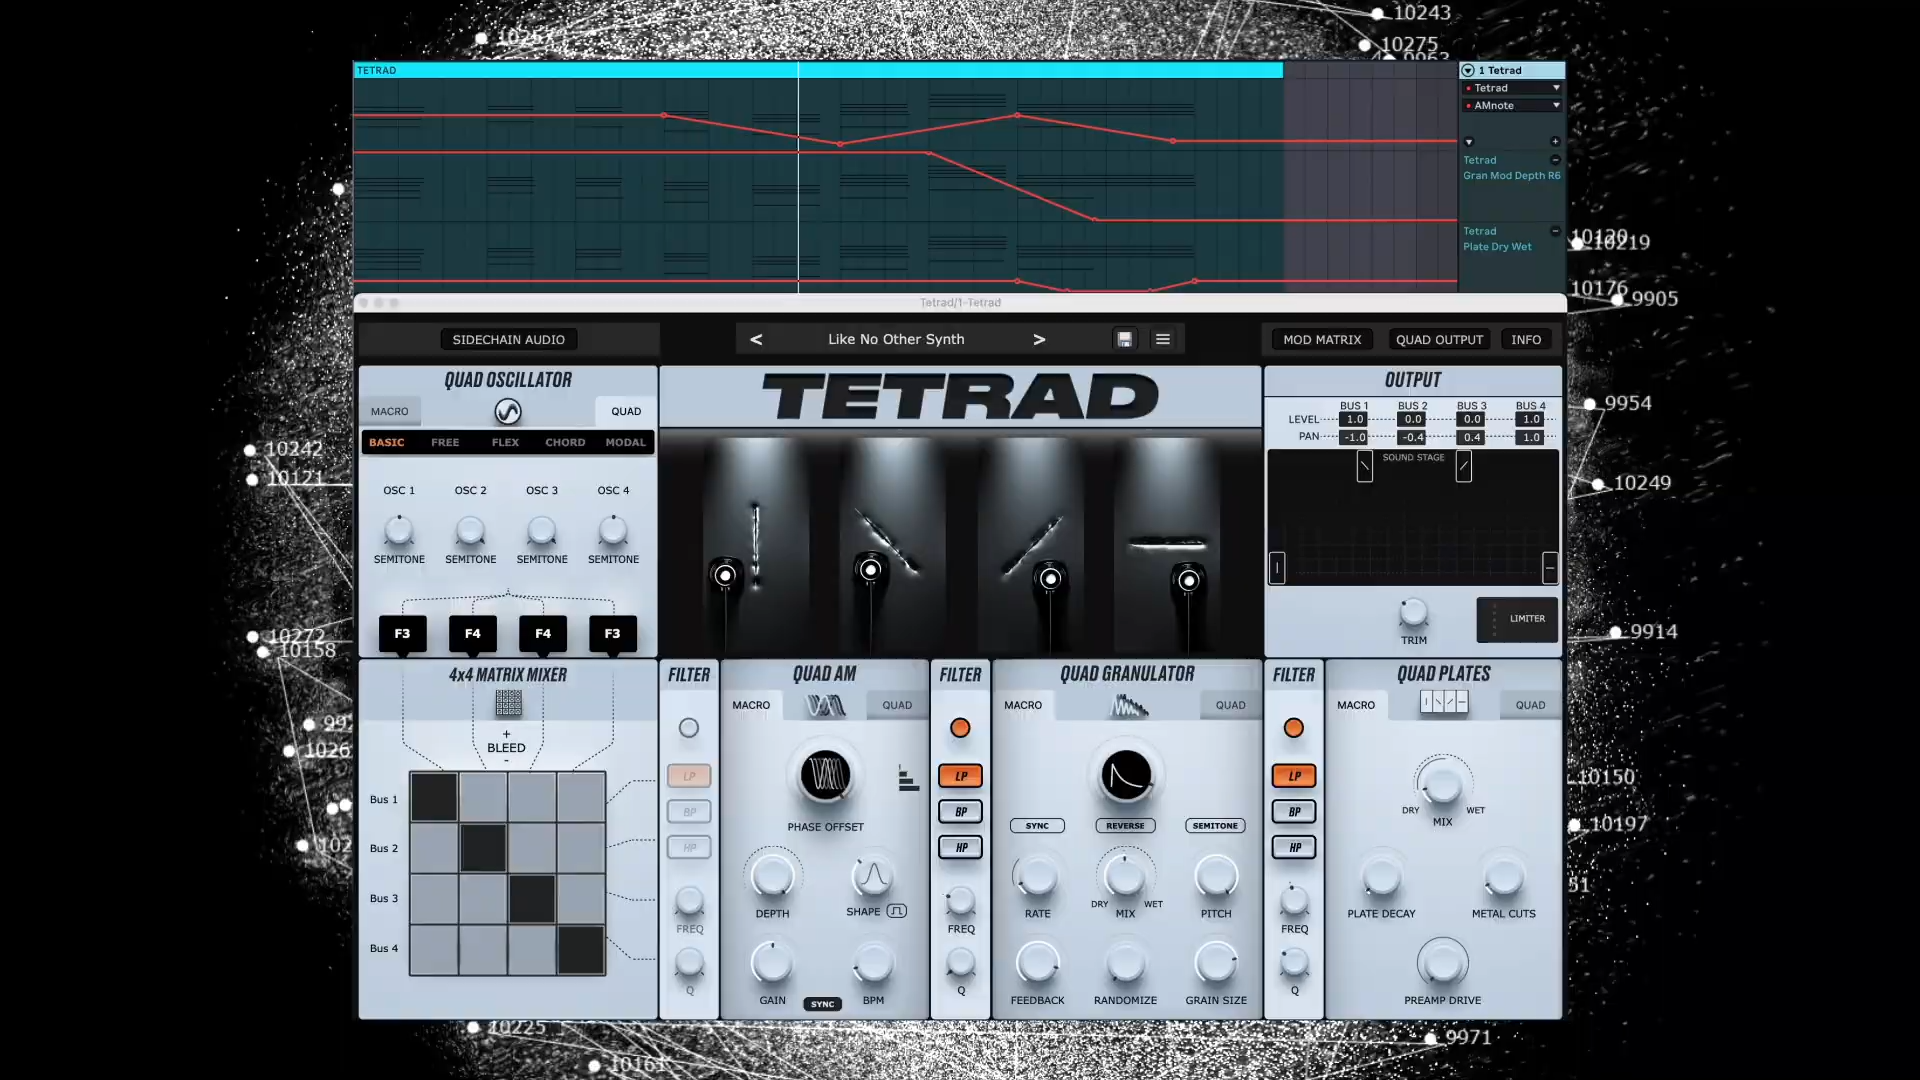 10243
10275
TETRAD
1 Tetrad
Tetrad
AMnote
Tetrad
Gran Mod Depth R6
Tetrad
Plate Dry Wet
10219
10176
9905
Tetrad/1-Tetrad
SIDECHAIN AUDIO
< Like No Other Synth >
MOD MATRIX QUAD OUTPUT INFO
QUAD OSCILLATOR
MACRO QUAD
BASIC FREE FLEX CHORD MODAL
OSC 1 OSC 2 OSC 3 OSC 4
SEMITONE SEMITONE SEMITONE SEMITONE
F3 F4 F4 F3
TETRAD
OUTPUT
BUS 1 BUS 2 BUS 3 BUS 4
LEVEL 1.0 0.0 0.0 1.0
PAN -1.0 -0.4 0.4 1.0
SOUND STAGE
TRIM
LIMITER
10242
10121
10272
10158
9954
10249
9914
4x4 MATRIX MIXER
+
BLEED
-
Bus 1
Bus 2
Bus 3
Bus 4
FILTER
LP
BP
HP
FREQ
Q
QUAD AM
MACRO QUAD
PHASE OFFSET
DEPTH SHAPE
GAIN SYNC BPM
FILTER
LP
BP
HP
FREQ
Q
QUAD GRANULATOR
MACRO QUAD
SYNC REVERSE SEMITONE
RATE DRY MIX WET PITCH
FEEDBACK RANDOMIZE GRAIN SIZE
FILTER
LP
BP
HP
FREQ
Q
QUAD PLATES
MACRO QUAD
DRY MIX WET
PLATE DECAY METAL CUTS
PREAMP DRIVE
10150
10197
51
10225
10161
9971